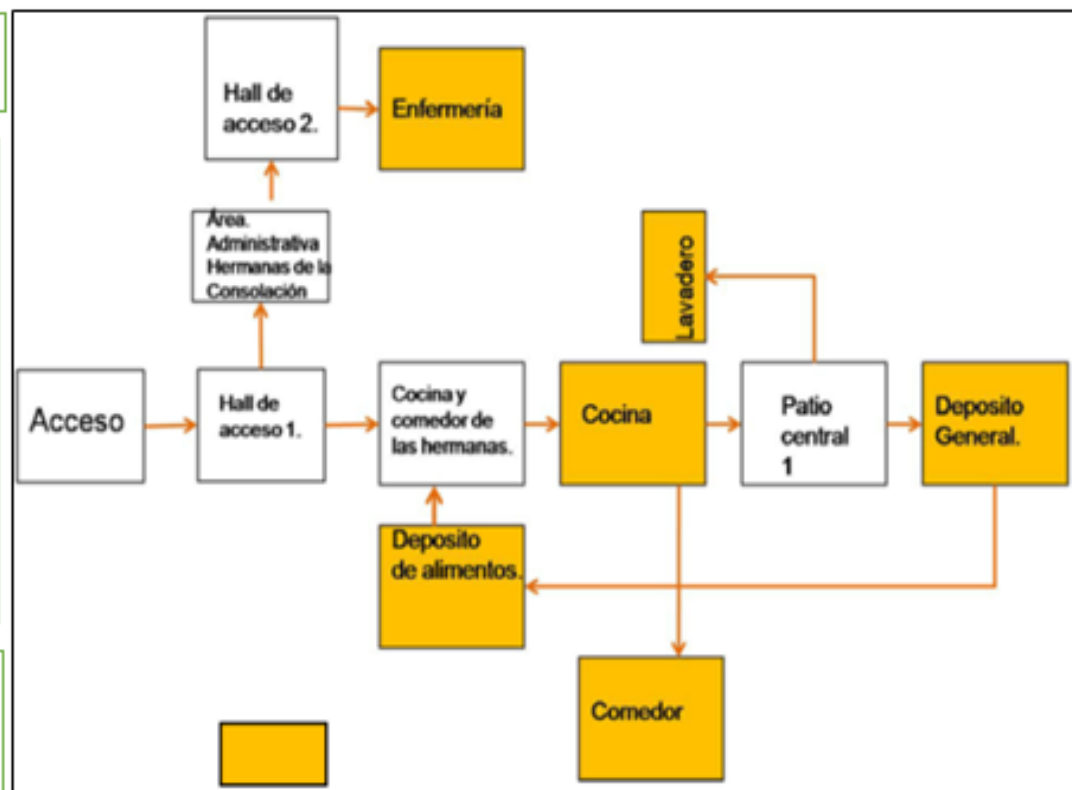 Hall de
acceso 2.
Enfermería
Área.
Administrativa
Hermanas de la
Consolación
Lavadero
Acceso
Hall de
acceso 1.
Cocina y
comedor de
las hermanas.
Cocina
Patio
central
1
Deposito
General.
Deposito
de alimentos.
Comedor